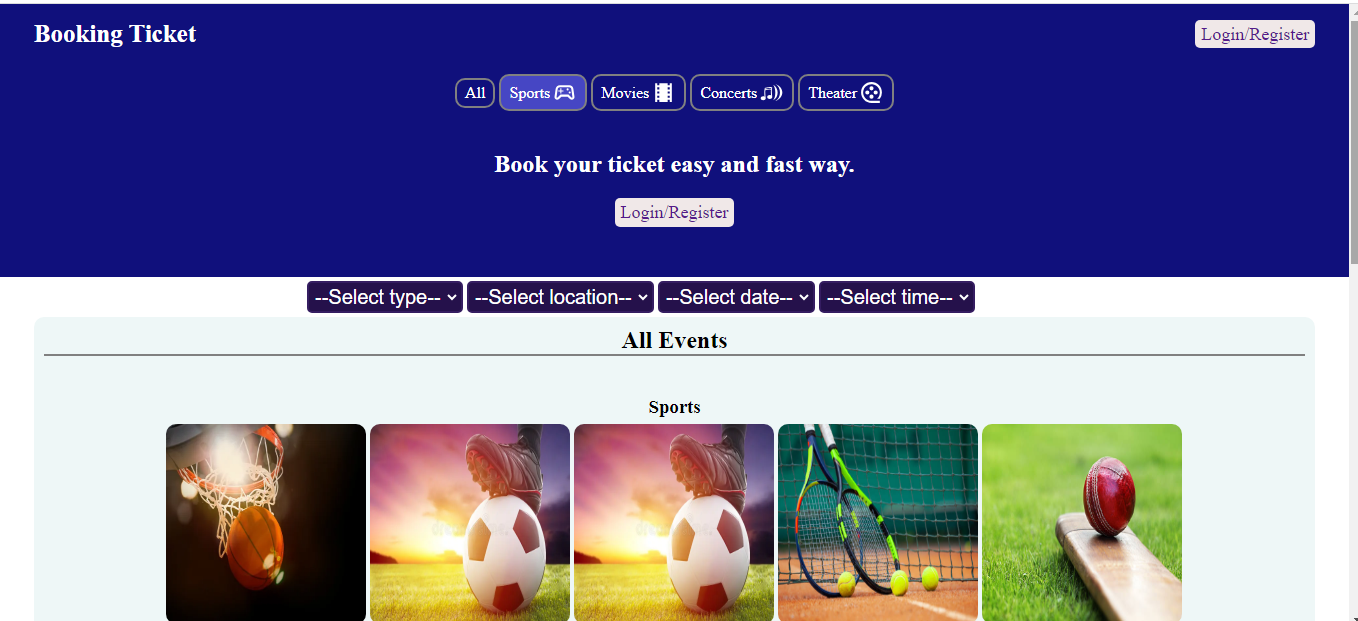 Booking Ticket
Login/Register
All
Sports
Movies
Concerts
Theater
Book your ticket easy and fast way.
Login/Register
--Select type--
--Select location--
--Select date--
--Select time--
All Events
Sports